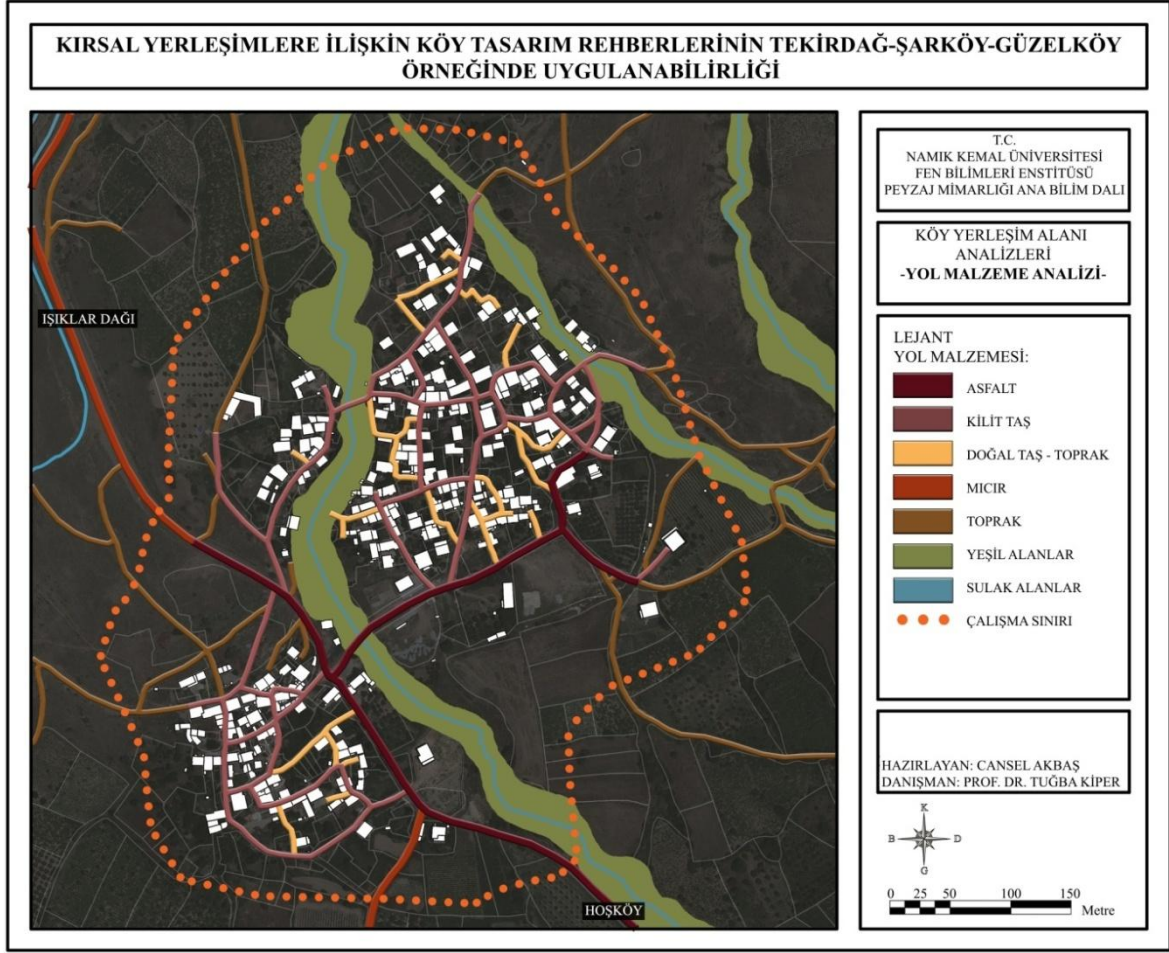 KIRSAL YERLEŞİMLERE İLİŞKİN KÖY TASARIM REHBERLERİNİN TEKİRDAĞ-ŞARKÖY-GÜZELKÖY
ÖRNEĞİNDE UYGULANABİLİRLİĞİ
IŞIKLAR DAĞI
HOŞKÖY
T.C.
NAMIK KEMAL ÜNİVERSİTESİ
FEN BİLİMLERİ ENSTİTÜSÜ
PEYZAJ MİMARLIĞI ANA BİLİM DALI
KÖY YERLEŞİM ALANI
ANALİZLERİ
-YOL MALZEME ANALİZİ-
LEJANT
YOL MALZEMESİ:
ASFALT
KİLİT TAŞ
DOĞAL TAŞ - TOPRAK
MICIR
TOPRAK
YEŞİL ALANLAR
SULAK ALANLAR
ÇALIŞMA SINIRI
HAZIRLAYAN: CANSEL AKBAŞ
DANIŞMAN: PROF. DR. TUĞBA KİPER
K
B D
G
0 25 50 100 150
Metre